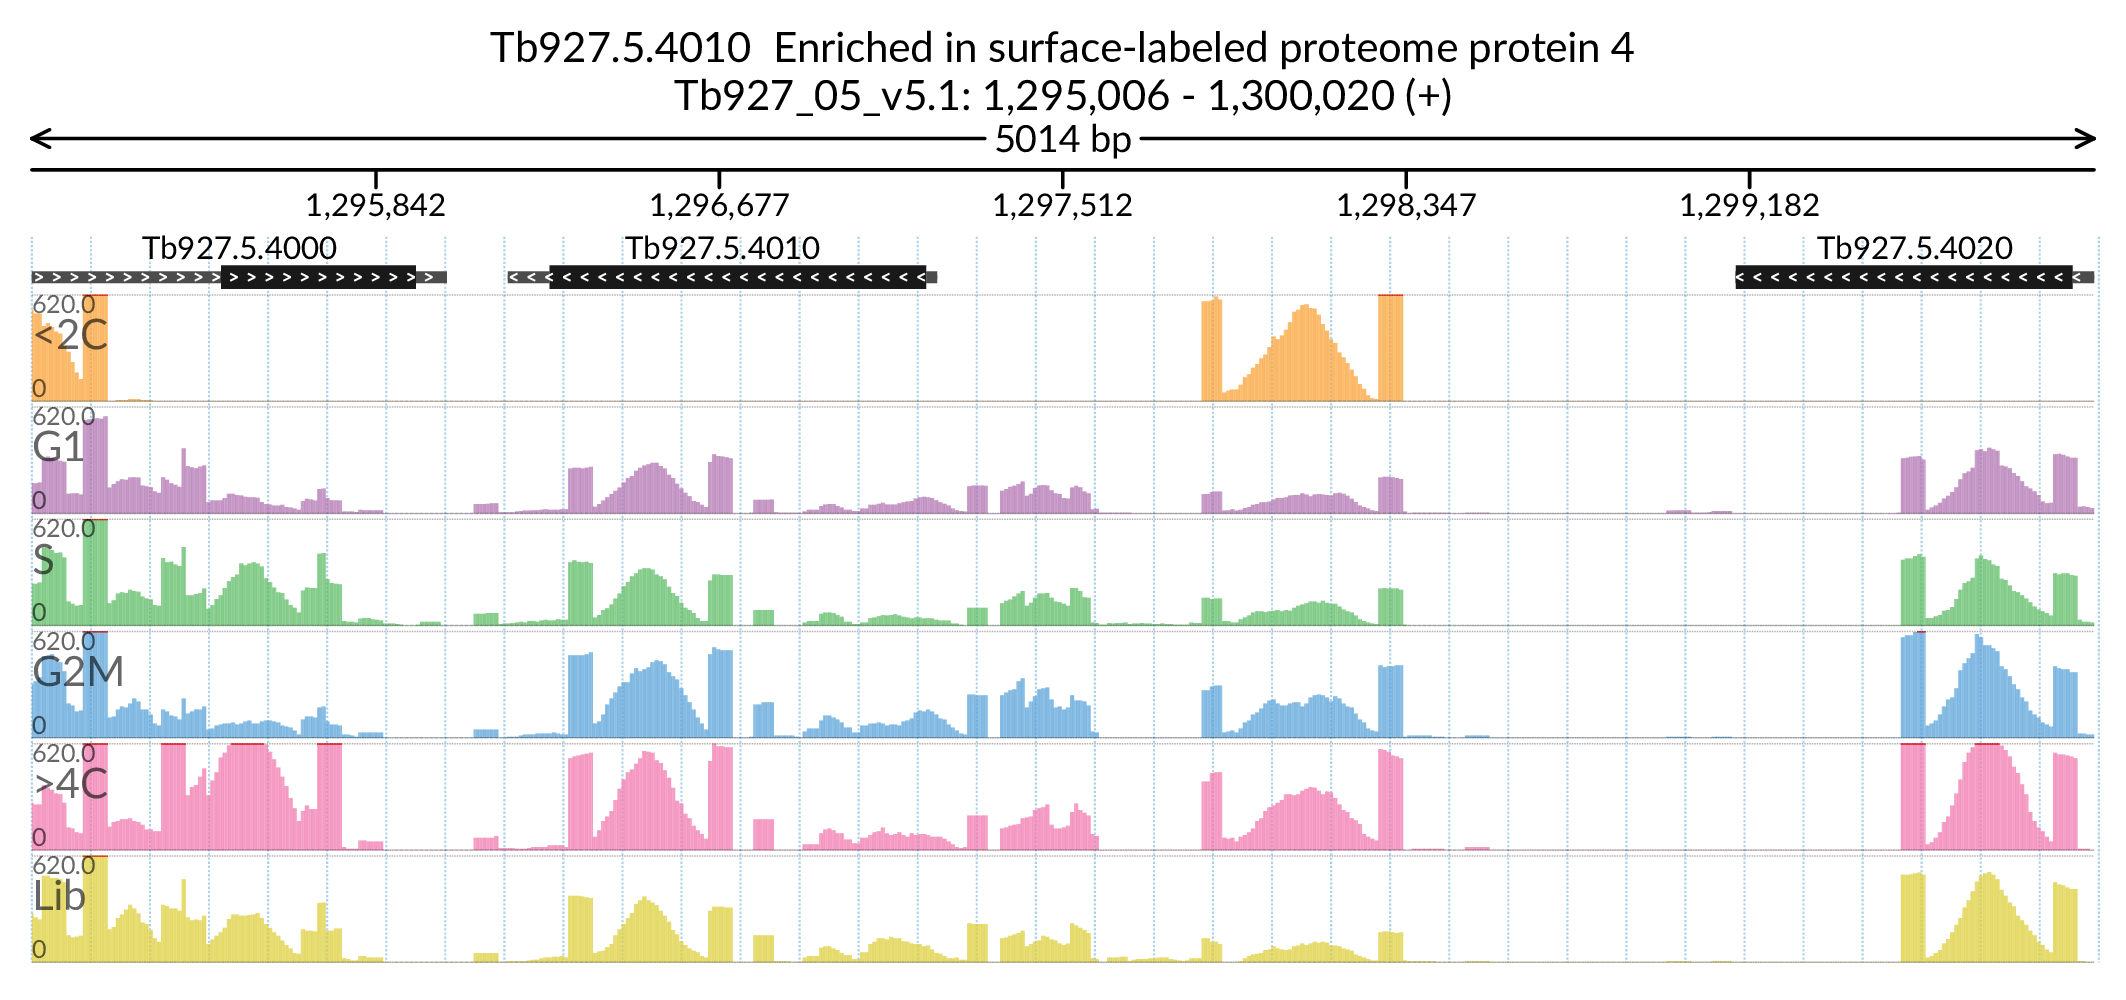 Tb927.5.4010  Enriched in surface-labeled proteome protein 4
Tb927_05_v5.1: 1,295,006 - 1,300,020 (+)
5014 bp
1,295,842 1,296,677 1,297,512 1,298,347 1,299,182
Tb927.5.4000 Tb927.5.4010 Tb927.5.4020
620.0
<2C
0
620.0
G1
0
620.0
S
0
620.0
G2M
0
620.0
>4C
0
620.0
Lib
0